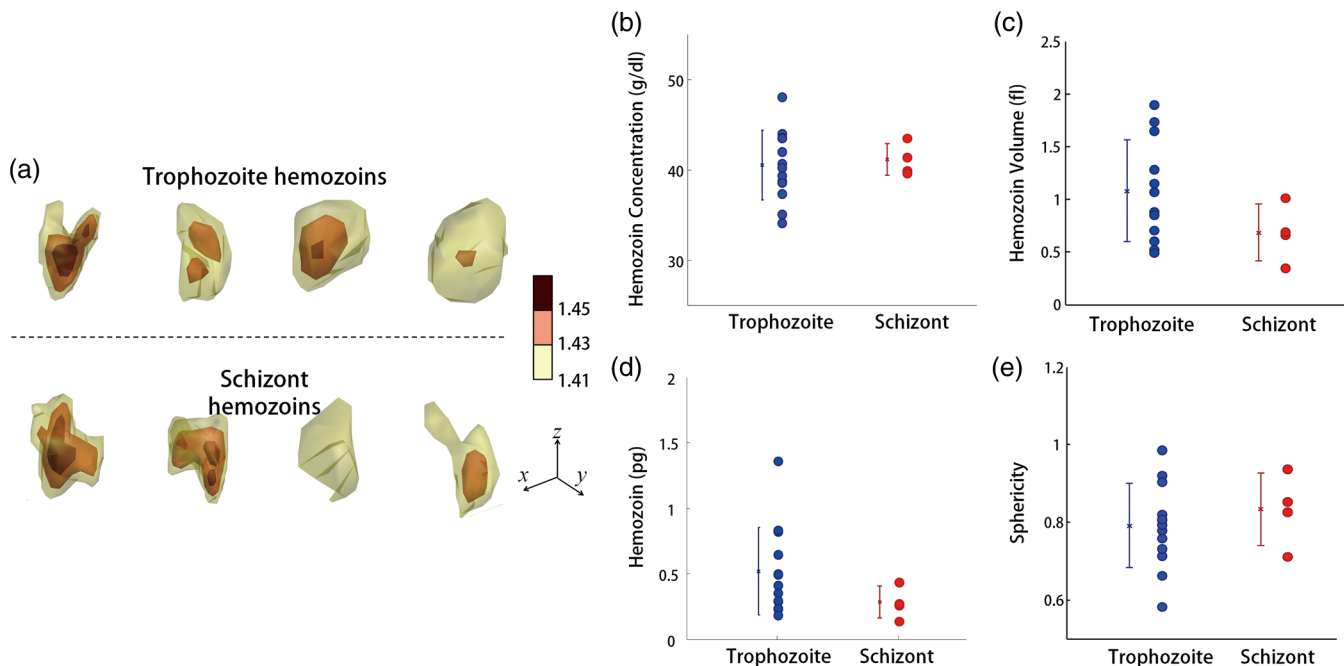 (a)
Trophozoite hemozoins
Schizont
hemozoins
1.45
1.43
1.41
x
y
z
(b)
Hemozoin Concentration (g/dl)
50
40
30
Trophozoite Schizont
(c)
Hemozoin Volume (fl)
2.5
2
1.5
1
0.5
0
Trophozoite Schizont
(d)
Hemozoin (pg)
2
1.5
1
0.5
0
Trophozoite Schizont
(e)
Sphericity
1.2
1
0.8
0.6
Trophozoite Schizont